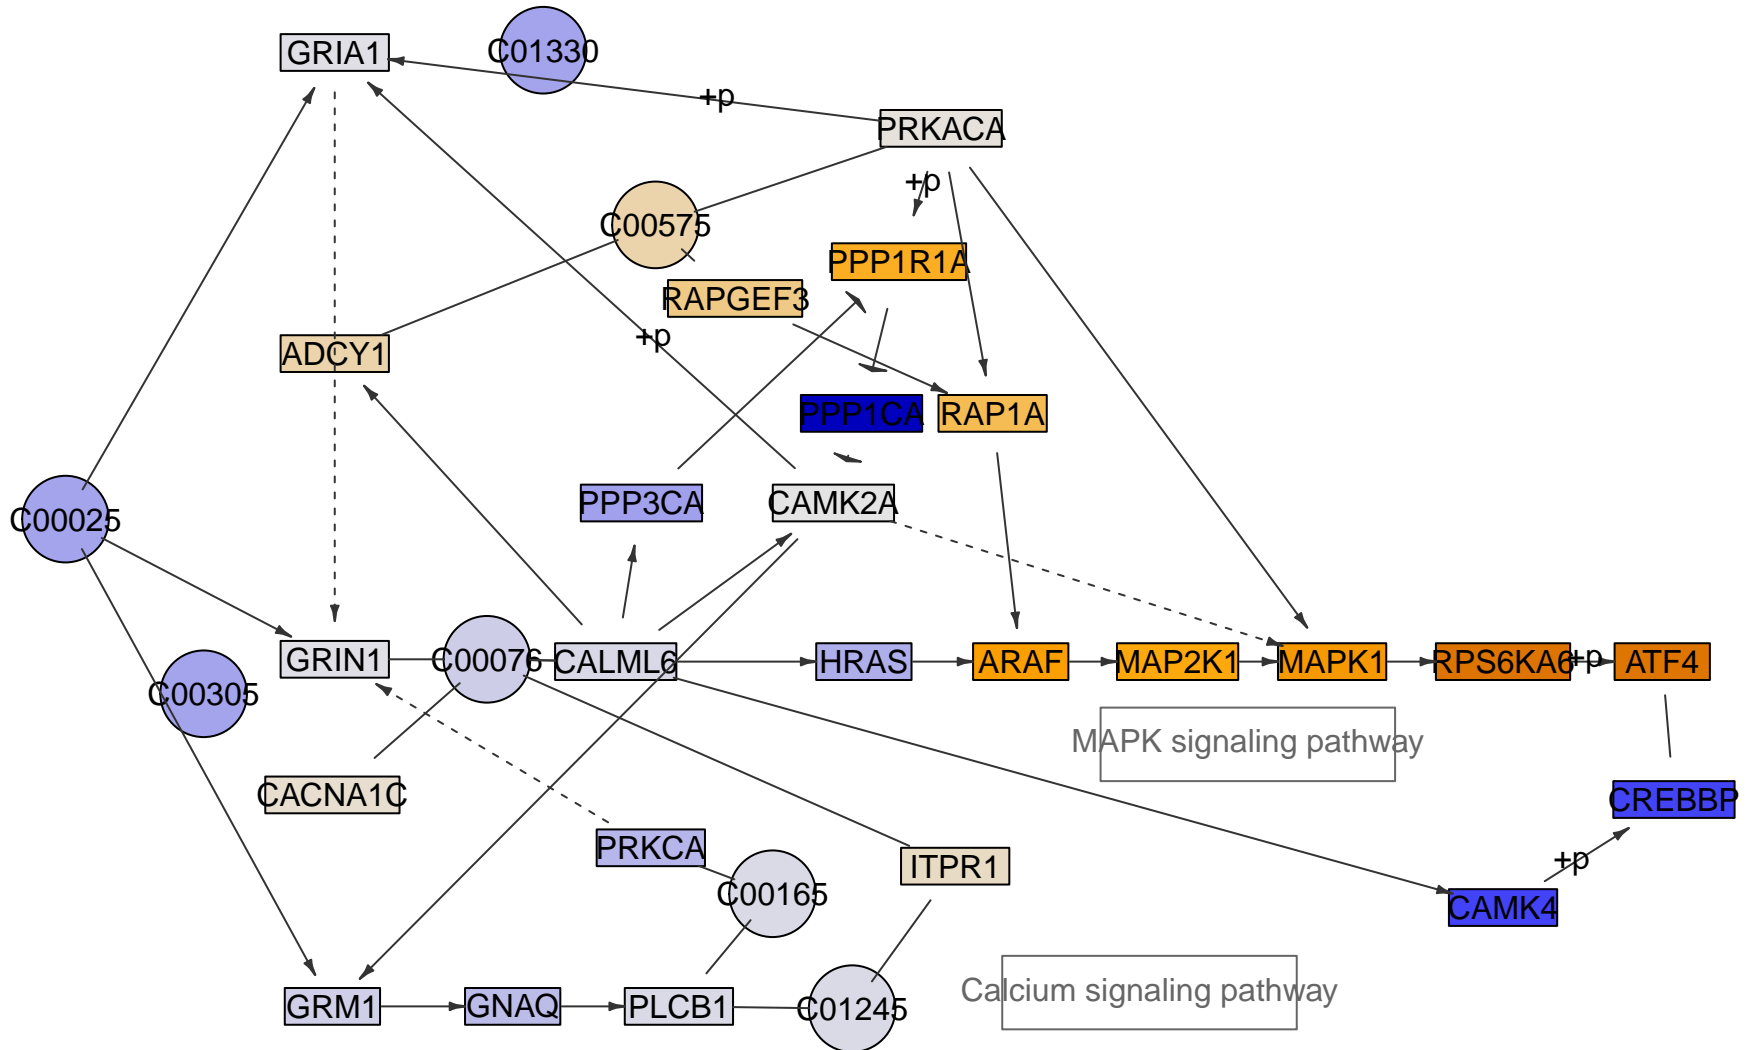 C01330
GRIA1
+p
PRKACA
+p
C00575
PPP1R1A
RAPGEF3
+p
ADCY1
PPP1CA
RAP1A
PPP3CA
CAMK2A
C00025
GRIN1
C00076
CALML6
HRAS
ARAF
MAP2K1
MAPK1
RPS6KA6
+p
ATF4
C00305
MAPK signaling pathway
CACNA1C
CREBBP
PRKCA
ITPR1
+p
C00165
CAMK4
Calcium signaling pathway
GRM1
GNAQ
PLCB1
C01245